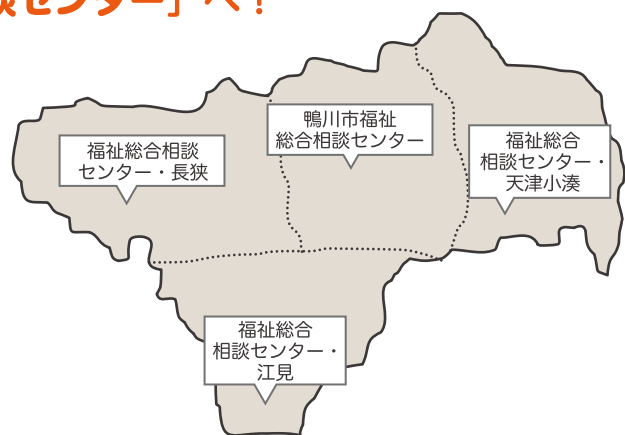 談センター」へ！
鴨川市福祉
総合相談センター
福祉総合相談
センター・長狭
福祉総合
相談センター・
天津小湊
福祉総合
相談センター・
江見